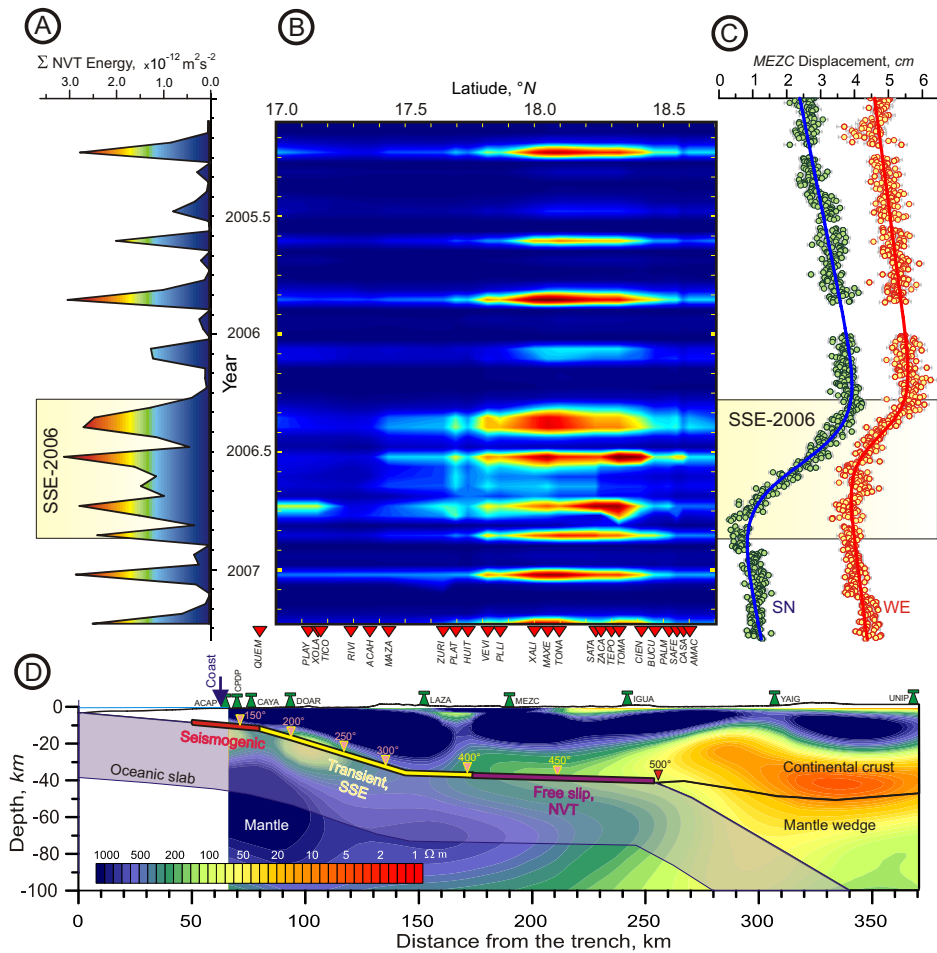 A
B
C
Σ NVT Energy, x10-12 m2s-2
3.0 2.0 1.0 0.0
Latiude, °N
17.0 17.5 18.0 18.5
MEZC Displacement, cm
0 1 2 3 4 5 6
2005.5
2006
Year
2006.5
2007
SSE-2006
SSE-2006
SN
WE
QUEM
PLAY
XOLA
TICO
RIVI
ACAH
MAZA
ZURI
PLAT
HUIT
VEVI
PLLI
XALI
MAXE
TONA
SATA
ZACA
TEPO
TOMA
CIEN
BUCU
PALM
SAFE
CASA
AMAC
D
Coast
ACAP
CPDP
CAYA
DOAR
LAZA
MEZC
IGUA
YAIG
UNIP
0
-20
-40
-60
-80
-100
Depth, km
150°
200°
250°
300°
400°
450°
500°
Seismogenic
Transient, SSE
Free slip,
NVT
Oceanic slab
Continental crust
Mantle
Mantle wedge
1000 500 200 100 50 20 10 5 2 1 Ω m
0 50 100 150 200 250 300 350
Distance from the trench, km